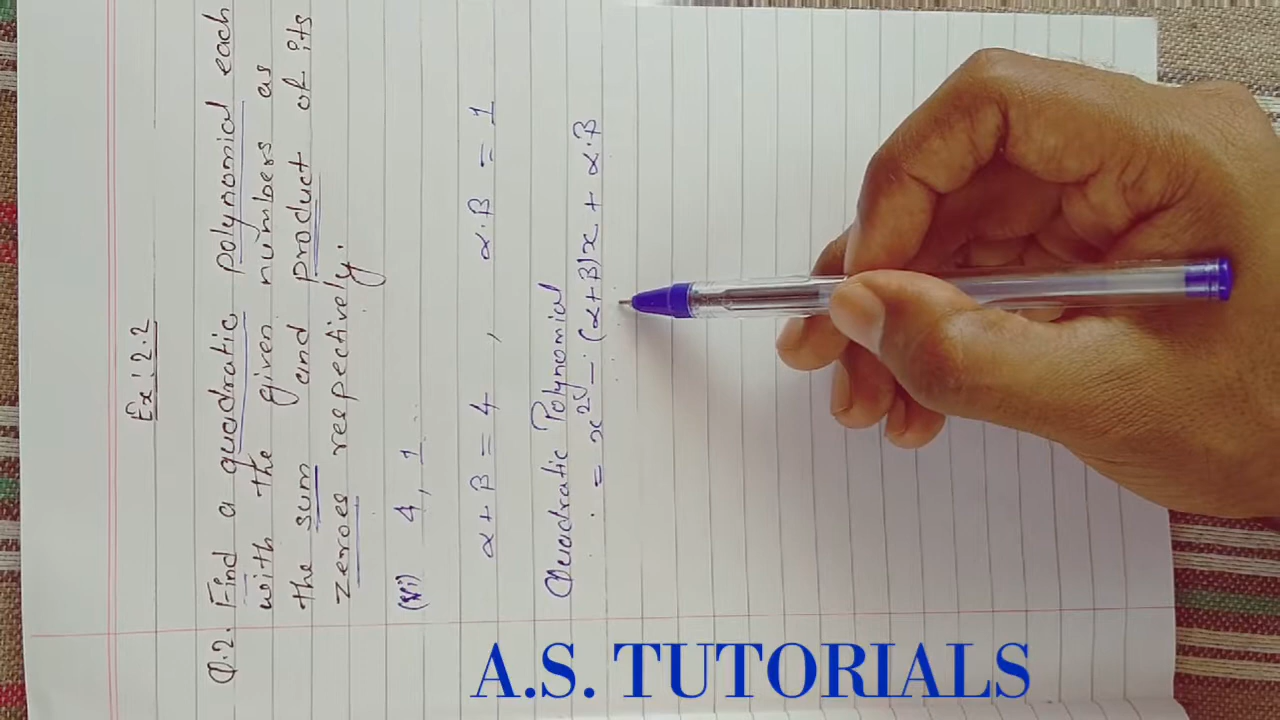 Ex: 2.2
Q.2. Find a quadratic polynomial each
with the given numbers as
the sum and product of its
zeroes respectively.
(vi) 4, 1
α + β = 4 , α.β = 1
Quadratic Polynomial
= x² - (α+β)x + α.β
A.S. TUTORIALS